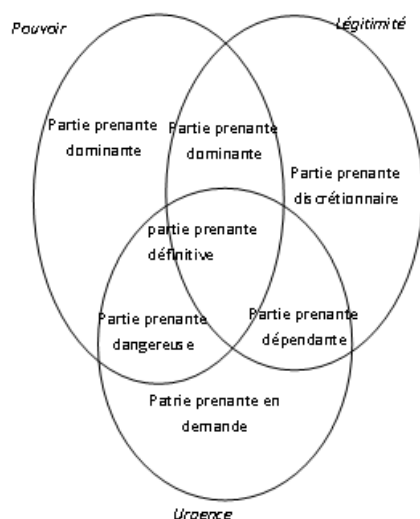 Pouvoir
Légitimité
Partie prenante
dominante
Partie prenante
dominante
Partie prenante
discrétionnaire
partie prenante
définitive
Partie prenante
dangereuse
Partie prenante
dépendante
Patrie prenante en
demande
Urgence